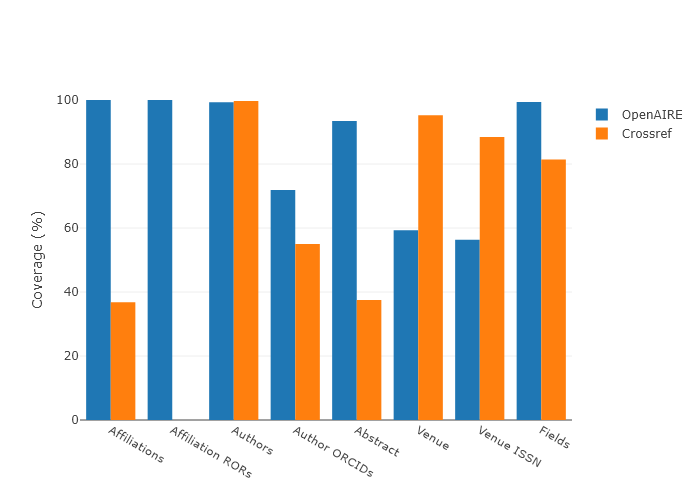 100
80
60
40
20
0
Coverage (%)
Affiliations
Affiliation RORs
Authors
Author ORCIDs
Abstract
Venue
Venue ISSN
Fields
OpenAIRE
Crossref